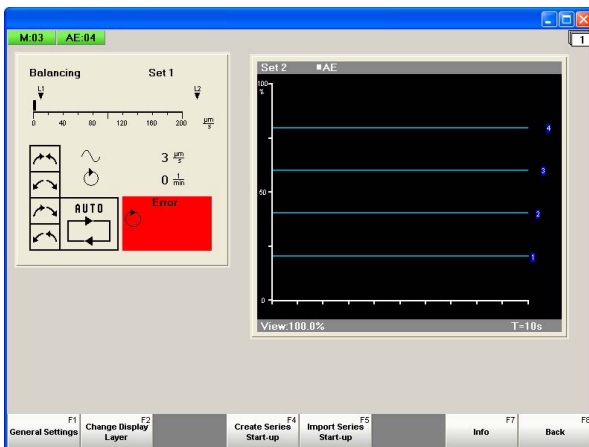 M:03 AE:04
1
Balancing Set 1
L1 L2
0 40 80 120 160 200 µm/s
3 µm/s
0 1/min
AUTO
Error
Set 2 AE
100
%
4
3
50
2
1
0
View:100.0% T=10s
F1 General Settings
F2 Change Display Layer
F4 Create Series Start-up
F5 Import Series Start-up
F7 Info
F8 Back